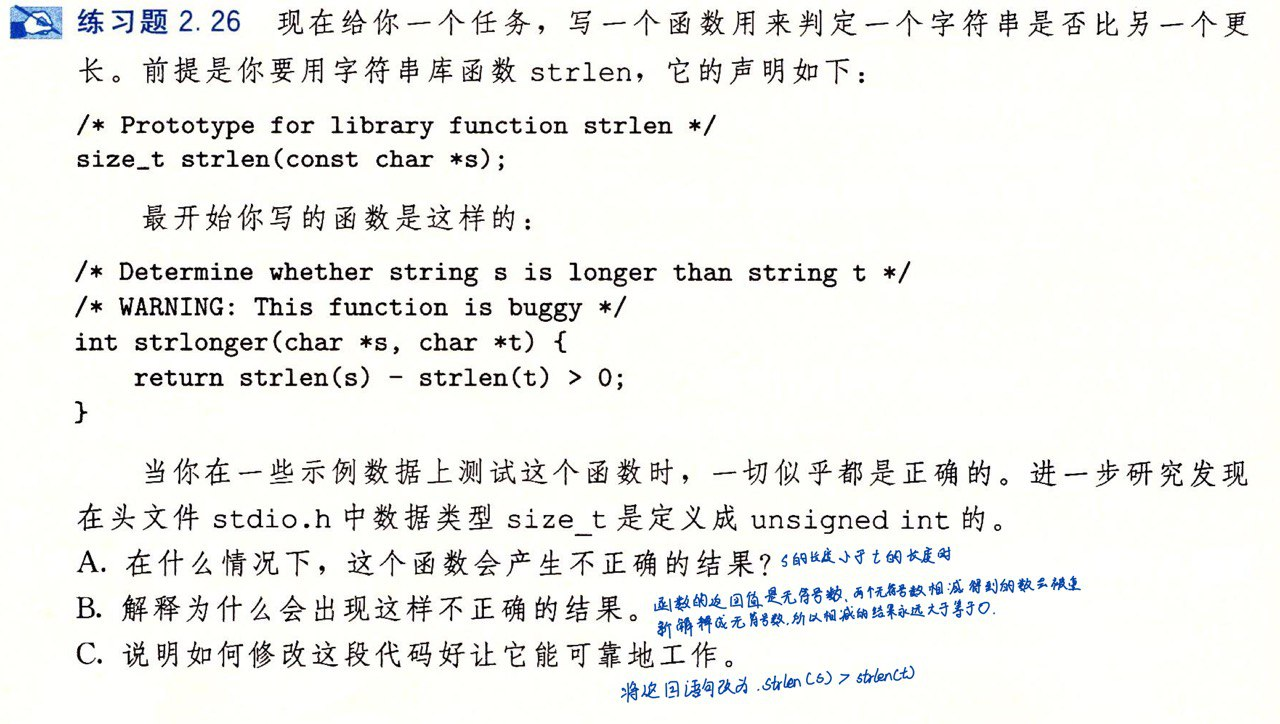 练习题 2.26 现在给你一个任务，写一个函数用来判定一个字符串是否比另一个更
长。前提是你要用字符串库函数 strlen，它的声明如下：
/* Prototype for library function strlen */
size_t strlen(const char *s);
最开始你写的函数是这样的：
/* Determine whether string s is longer than string t */
/* WARNING: This function is buggy */
int strlonger(char *s, char *t) {
return strlen(s) - strlen(t) > 0;
}
当你在一些示例数据上测试这个函数时，一切似乎都是正确的。进一步研究发现
在头文件 stdio.h 中数据类型 size_t 是定义成 unsigned int 的。
A. 在什么情况下，这个函数会产生不正确的结果？ s的长度小于t的长度时
B. 解释为什么会出现这样不正确的结果。 函数的返回值是无符号数、两个无符号数相减得到的数会被重
新解释成无符号数，所以相减的结果永远大于等于0.
C. 说明如何修改这段代码好让它能可靠地工作。
将返回语句改为.strlen(s) > strlen(t)